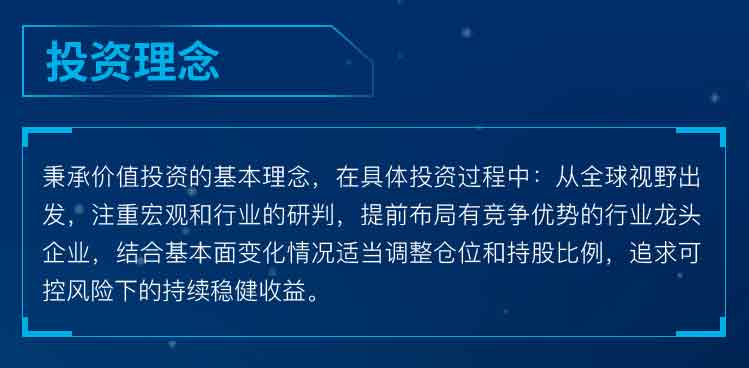 投资理念
秉承价值投资的基本理念，在具体投资过程中：从全球视野出
发，注重宏观和行业的研判，提前布局有竞争优势的行业龙头
企业，结合基本面变化情况适当调整仓位和持股比例，追求可
控风险下的持续稳健收益。